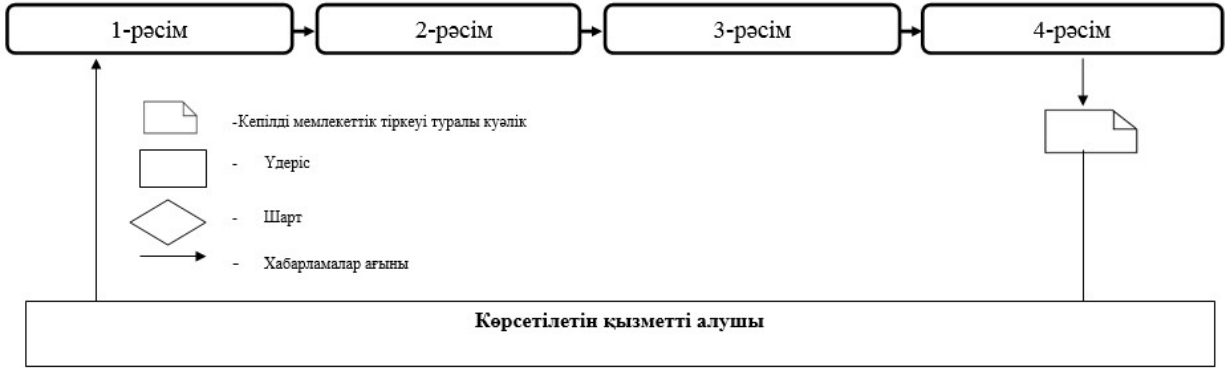 1-рәсім
2-рәсім
3-рәсім
4-рәсім
-Кепілді мемлекеттік тіркеуі туралы куәлік
- Үдеріс
- Шарт
- Хабарламалар ағыны
Көрсетілетін қызметті алушы